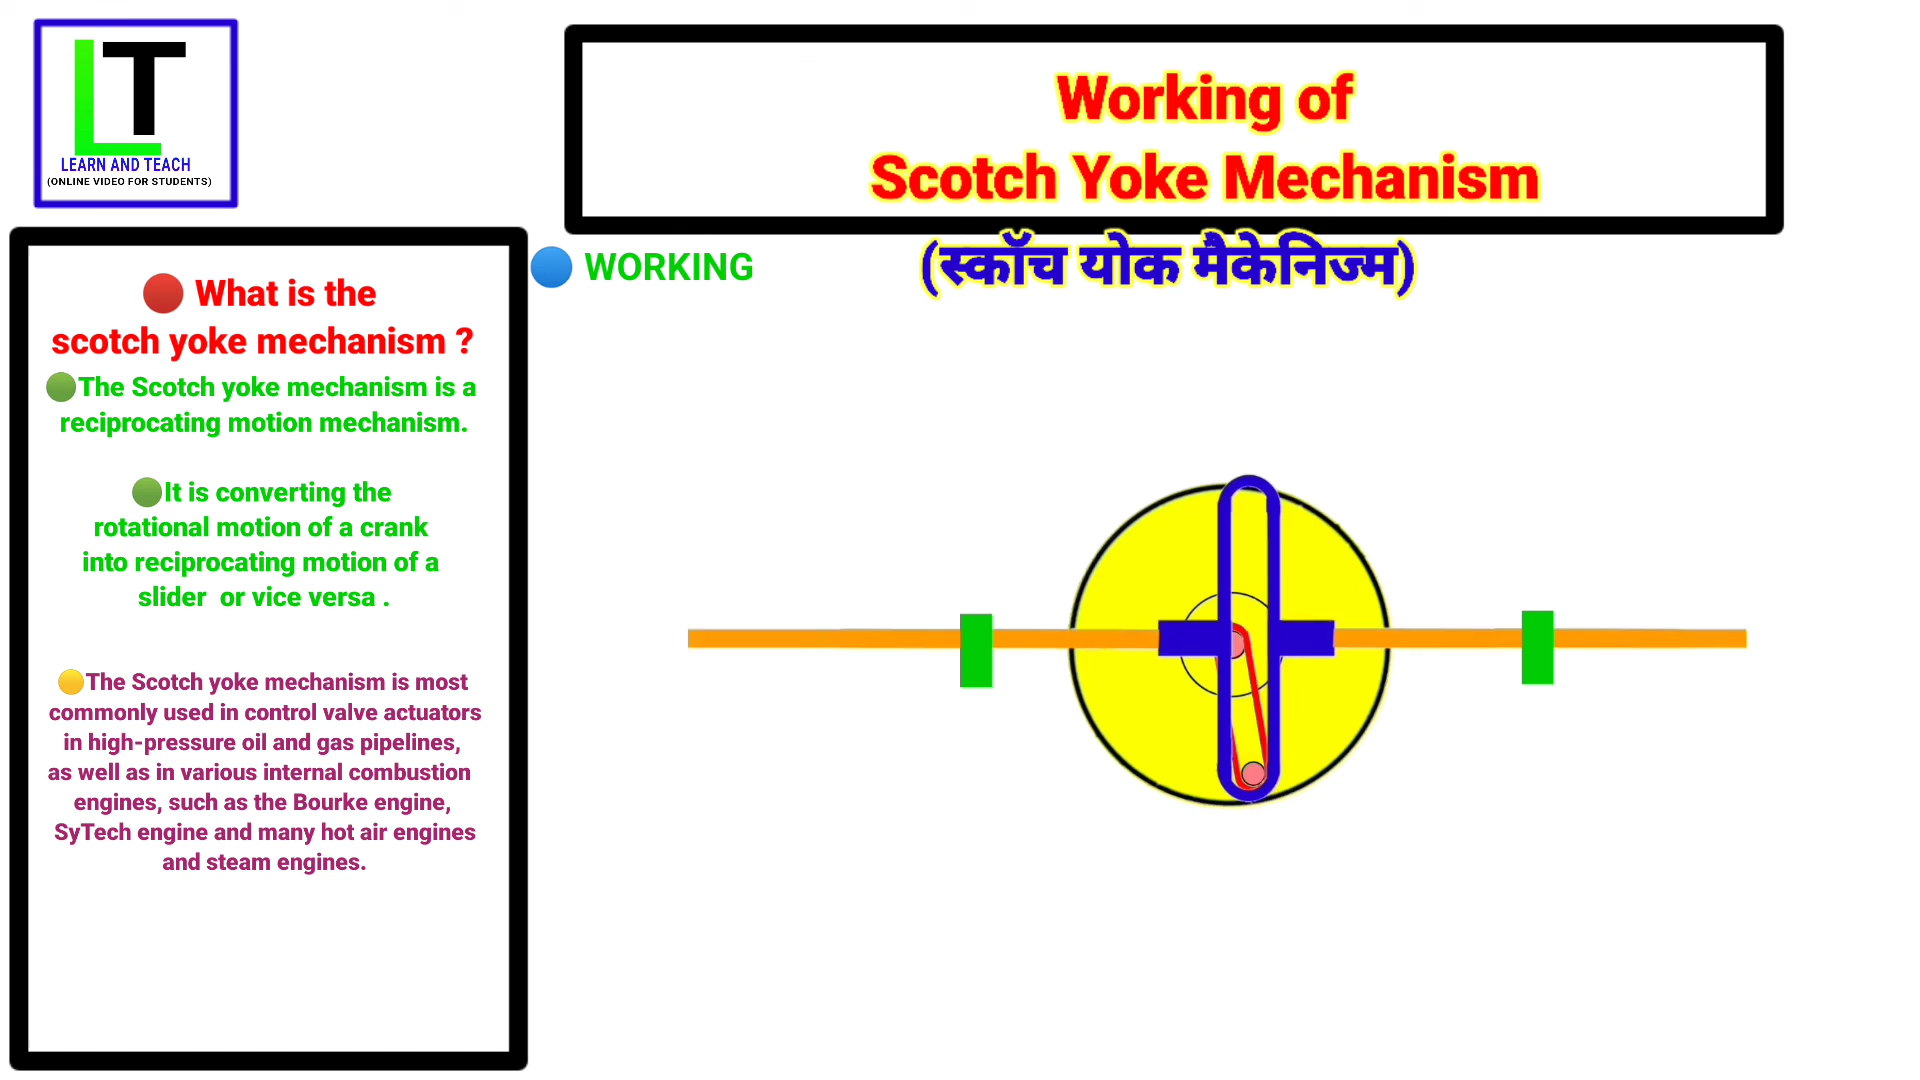 LT
LEARN AND TEACH
(ONLINE VIDEO FOR STUDENTS)
Working of
Scotch Yoke Mechanism
(स्कॉच योक मैकेनिज्म)
WORKING
What is the
scotch yoke mechanism ?
The Scotch yoke mechanism is a
reciprocating motion mechanism.
It is converting the
rotational motion of a crank
into reciprocating motion of a
slider or vice versa .
The Scotch yoke mechanism is most
commonly used in control valve actuators
in high-pressure oil and gas pipelines,
as well as in various internal combustion
engines, such as the Bourke engine,
SyTech engine and many hot air engines
and steam engines.